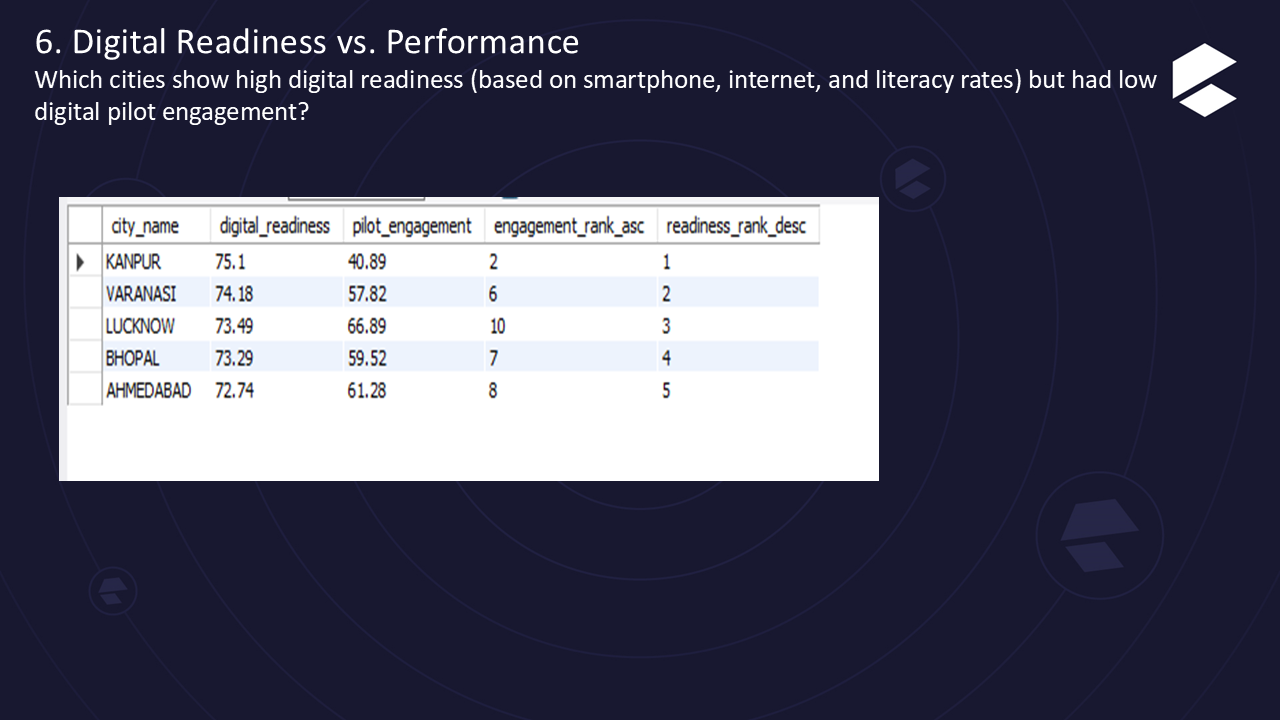 6. Digital Readiness vs. Performance
Which cities show high digital readiness (based on smartphone, internet, and literacy rates) but had low
digital pilot engagement?
city_name digital_readiness pilot_engagement engagement_rank_asc readiness_rank_desc
KANPUR 75.1 40.89 2 1
VARANASI 74.18 57.82 6 2
LUCKNOW 73.49 66.89 10 3
BHOPAL 73.29 59.52 7 4
AHMEDABAD 72.74 61.28 8 5